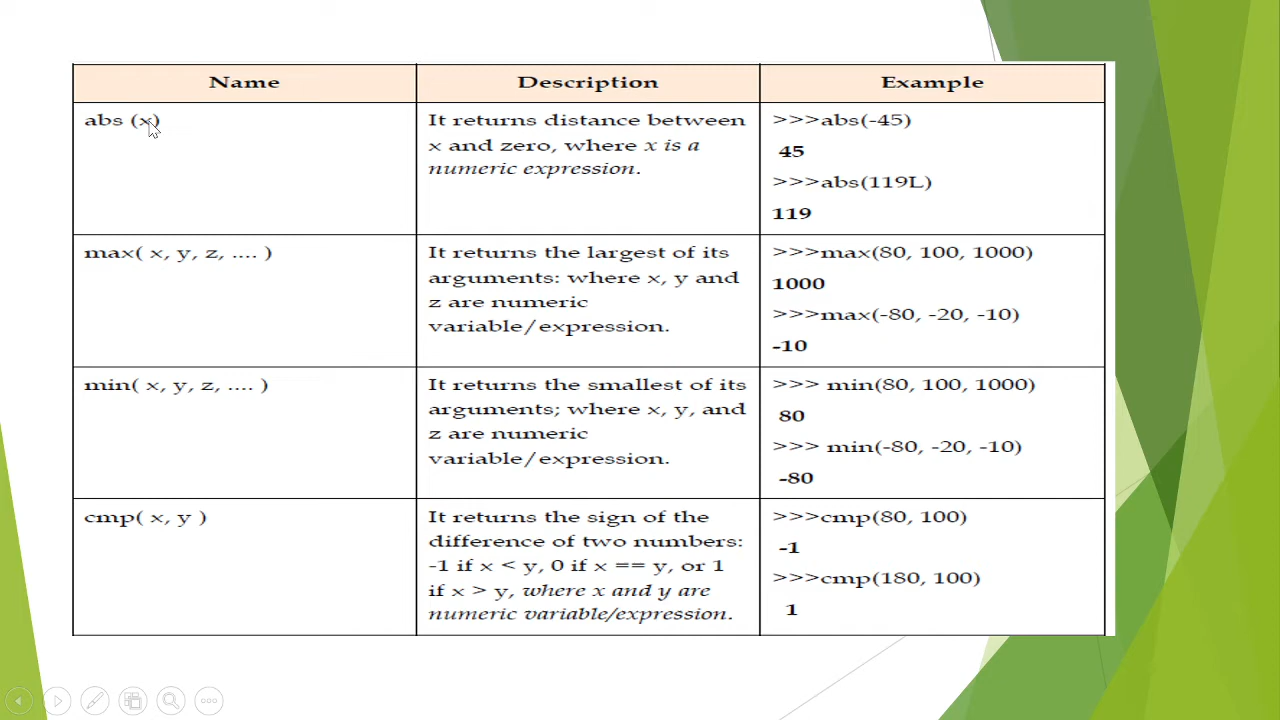 Name
Description
Example
abs (x)
It returns distance between
x and zero, where x is a
numeric expression.
>>>abs(-45)
45
>>>abs(119L)
119
max( x, y, z, .... )
It returns the largest of its
arguments: where x, y and
z are numeric
variable/expression.
>>>max(80, 100, 1000)
1000
>>>max(-80, -20, -10)
-10
min( x, y, z, .... )
It returns the smallest of its
arguments; where x, y, and
z are numeric
variable/expression.
>>> min(80, 100, 1000)
80
>>> min(-80, -20, -10)
-80
cmp( x, y )
It returns the sign of the
difference of two numbers:
-1 if x < y, 0 if x == y, or 1
if x > y, where x and y are
numeric variable/expression.
>>>cmp(80, 100)
-1
>>>cmp(180, 100)
1